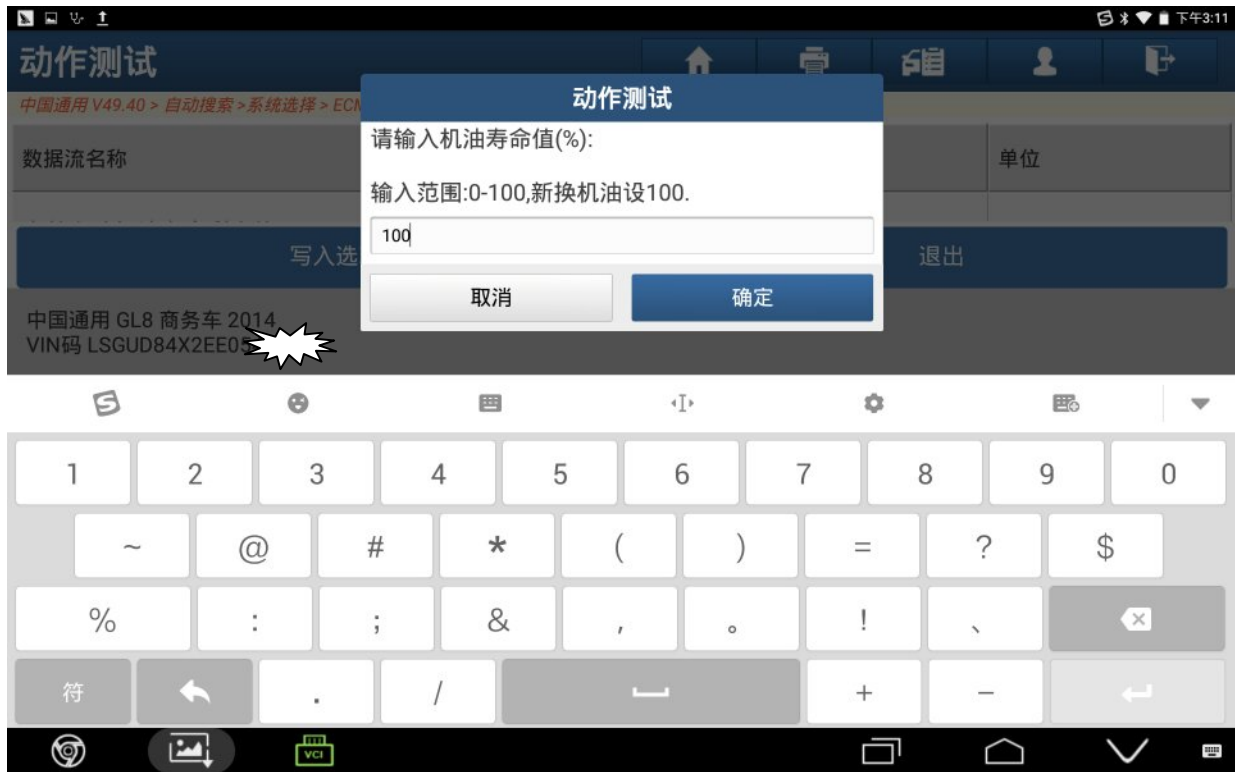 下午3:11
动作测试
中国通用 V49.40 > 自动搜索 >系统选择 > ECM
动作测试
请输入机油寿命值(%):
输入范围:0-100,新换机油设100.
100
取消
确定
数据流名称
单位
写入选
退出
中国通用 GL8 商务车 2014
VIN码 LSGUD84X2EE05
1 2 3 4 5 6 7 8 9 0
~ @ # * ( ) = ? $
% : ; & , 。 ! 、
符 . / + −
VCI